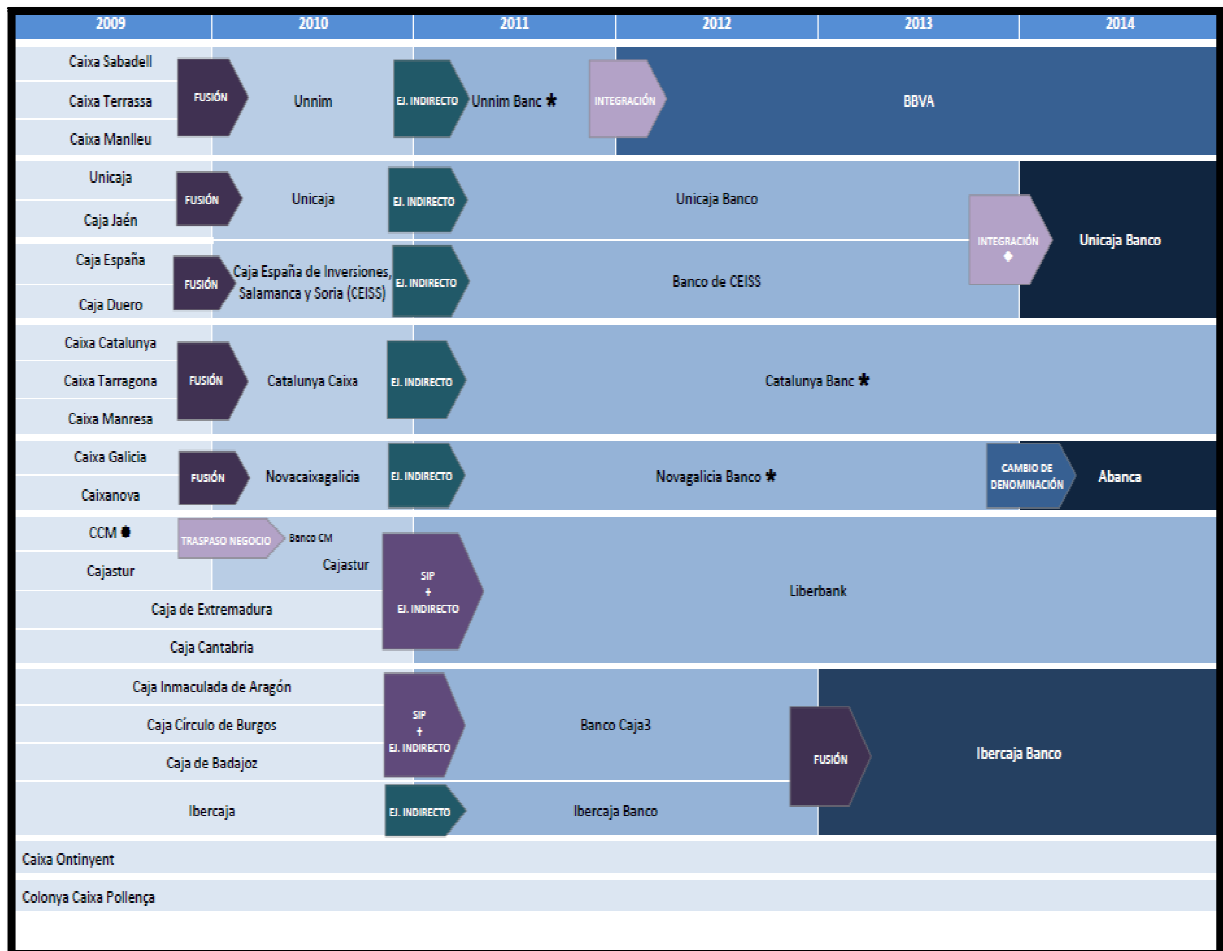 2009 2010 2011 2012 2013 2014
Caixa Sabadell
Caixa Terrassa
Caixa Manlleu
FUSIÓN
Unnim
EJ. INDIRECTO
Unnim Banc *
INTEGRACIÓN
BBVA
Unicaja
Caja Jaén
FUSIÓN
Unicaja
EJ. INDIRECTO
Unicaja Banco
Caja España
Caja Duero
FUSIÓN
Caja España de Inversiones,
Salamanca y Soria (CEISS)
EJ. INDIRECTO
Banco de CEISS
INTEGRACIÓN
♦
Unicaja Banco
Caixa Catalunya
Caixa Tarragona
Caixa Manresa
FUSIÓN
Catalunya Caixa
EJ. INDIRECTO
Catalunya Banc *
Caixa Galicia
Caixanova
FUSIÓN
Novacaixagalicia
EJ. INDIRECTO
Novagalicia Banco *
CAMBIO DE
DENOMINACIÓN
Abanca
CCM ●
Cajastur
TRASPASO NEGOCIO
Banco CM
Cajastur
Caja de Extremadura
Caja Cantabria
SIP
+
EJ. INDIRECTO
Liberbank
Caja Inmaculada de Aragón
Caja Círculo de Burgos
Caja de Badajoz
SIP
+
EJ. INDIRECTO
Banco Caja3
Ibercaja
EJ. INDIRECTO
Ibercaja Banco
FUSIÓN
Ibercaja Banco
Caixa Ontinyent
Colonya Caixa Pollença